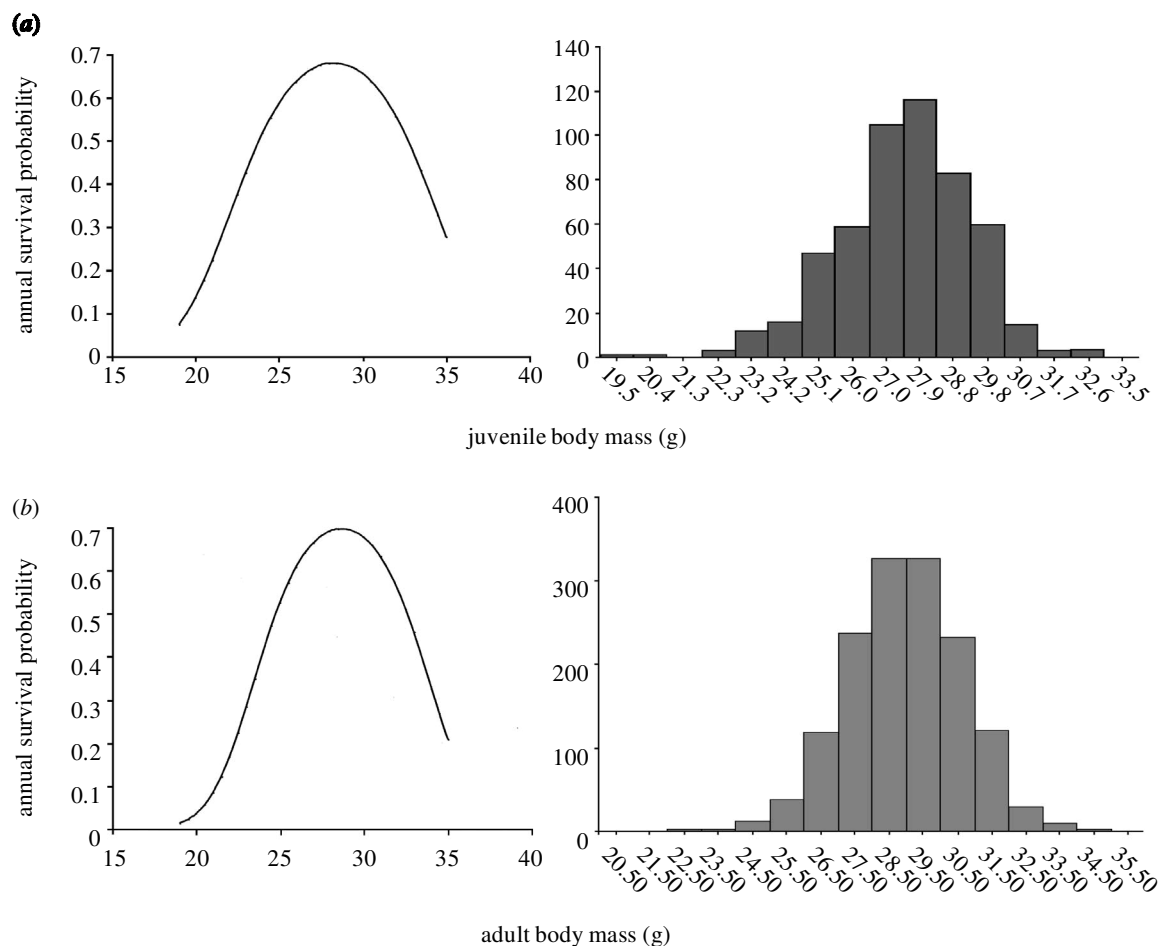 (a)
annual survival probability
0.7
0.6
0.5
0.4
0.3
0.2
0.1
0
15 20 25 30 35 40
140
120
100
80
60
40
20
0
19.5 20.4 21.3 22.3 23.2 24.2 25.1 26.0 27.0 27.9 28.8 29.8 30.7 31.7 32.6 33.5
juvenile body mass (g)
(b)
annual survival probability
0.7
0.6
0.5
0.4
0.3
0.2
0.1
0
15 20 25 30 35 40
400
300
200
100
0
20.50 21.50 22.50 23.50 24.50 25.50 26.50 27.50 28.50 29.50 30.50 31.50 32.50 33.50 34.50 35.50
adult body mass (g)